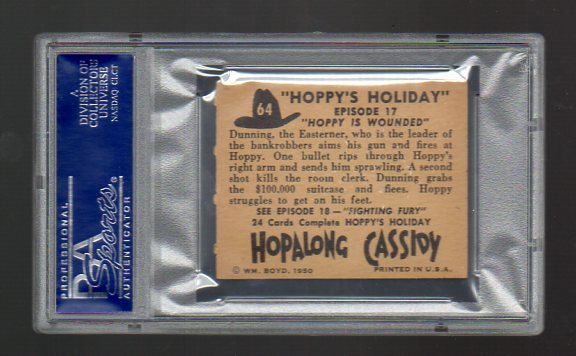 A
DIVISION OF
COLLECTORS
UNIVERSE
NASDAQ: CLCT
PROFESSIONAL
PSA
Sports
®
AUTHENTICATOR
64
"HOPPY'S HOLIDAY"
EPISODE 17
"HOPPY IS WOUNDED"
Dunning, the Easterner, who is the leader of
the bankrobbers aims his gun and fires at
Hoppy. One bullet rips through Hoppy's
right arm and sends him sprawling. A second
shot kills the room clerk. Dunning grabs
the $100,000 suitcase and flees. Hoppy
struggles to get on his feet.
SEE EPISODE 18—"FIGHTING FURY"
24 Cards Complete HOPPY'S HOLIDAY
HOPALONG CASSIDY
© WM. BOYD, 1950 PRINTED IN U.S.A.